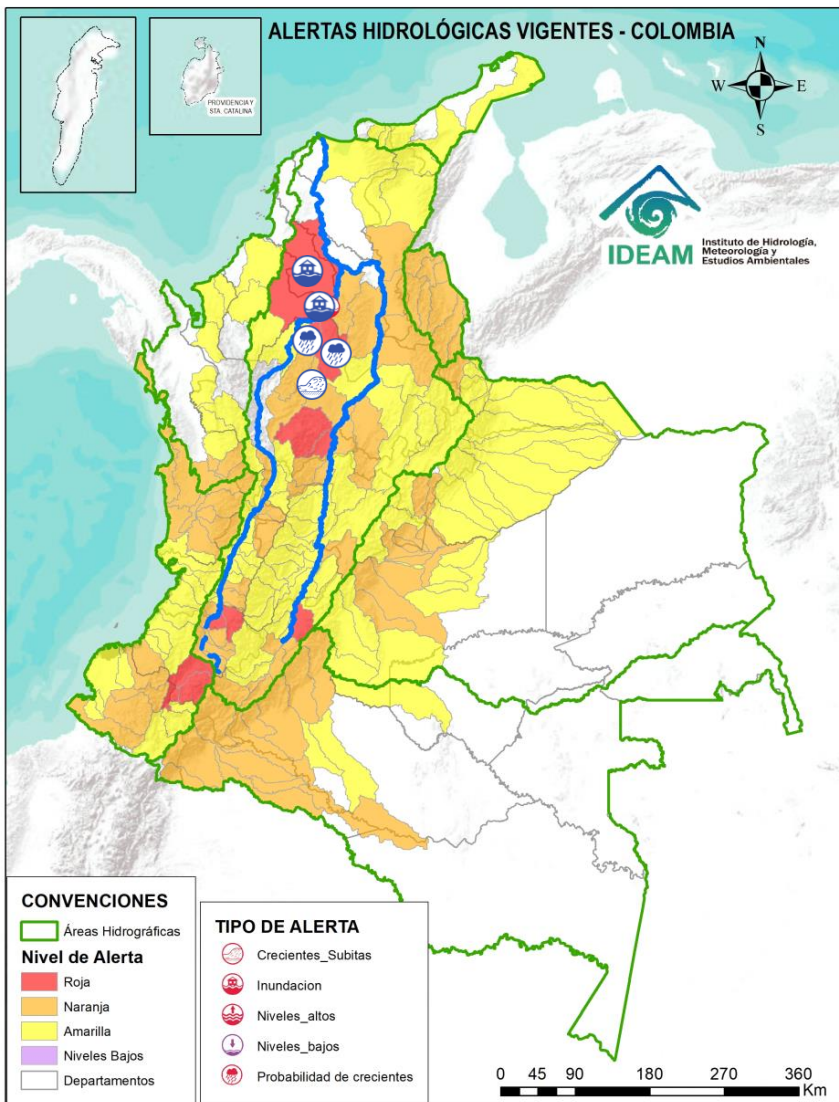 ALERTAS HIDROLÓGICAS VIGENTES - COLOMBIA
PROVIDENCIA Y
STA. CATALINA
N
W
E
S
IDEAM
Instituto de Hidrología,
Meteorología y
Estudios Ambientales
CONVENCIONES
Áreas Hidrográficas
Nivel de Alerta
Roja
Naranja
Amarilla
Niveles Bajos
Departamentos
TIPO DE ALERTA
Crecientes_Subitas
Inundacion
Niveles_altos
Niveles_bajos
Probabilidad de crecientes
0 45 90 180 270 360
Km